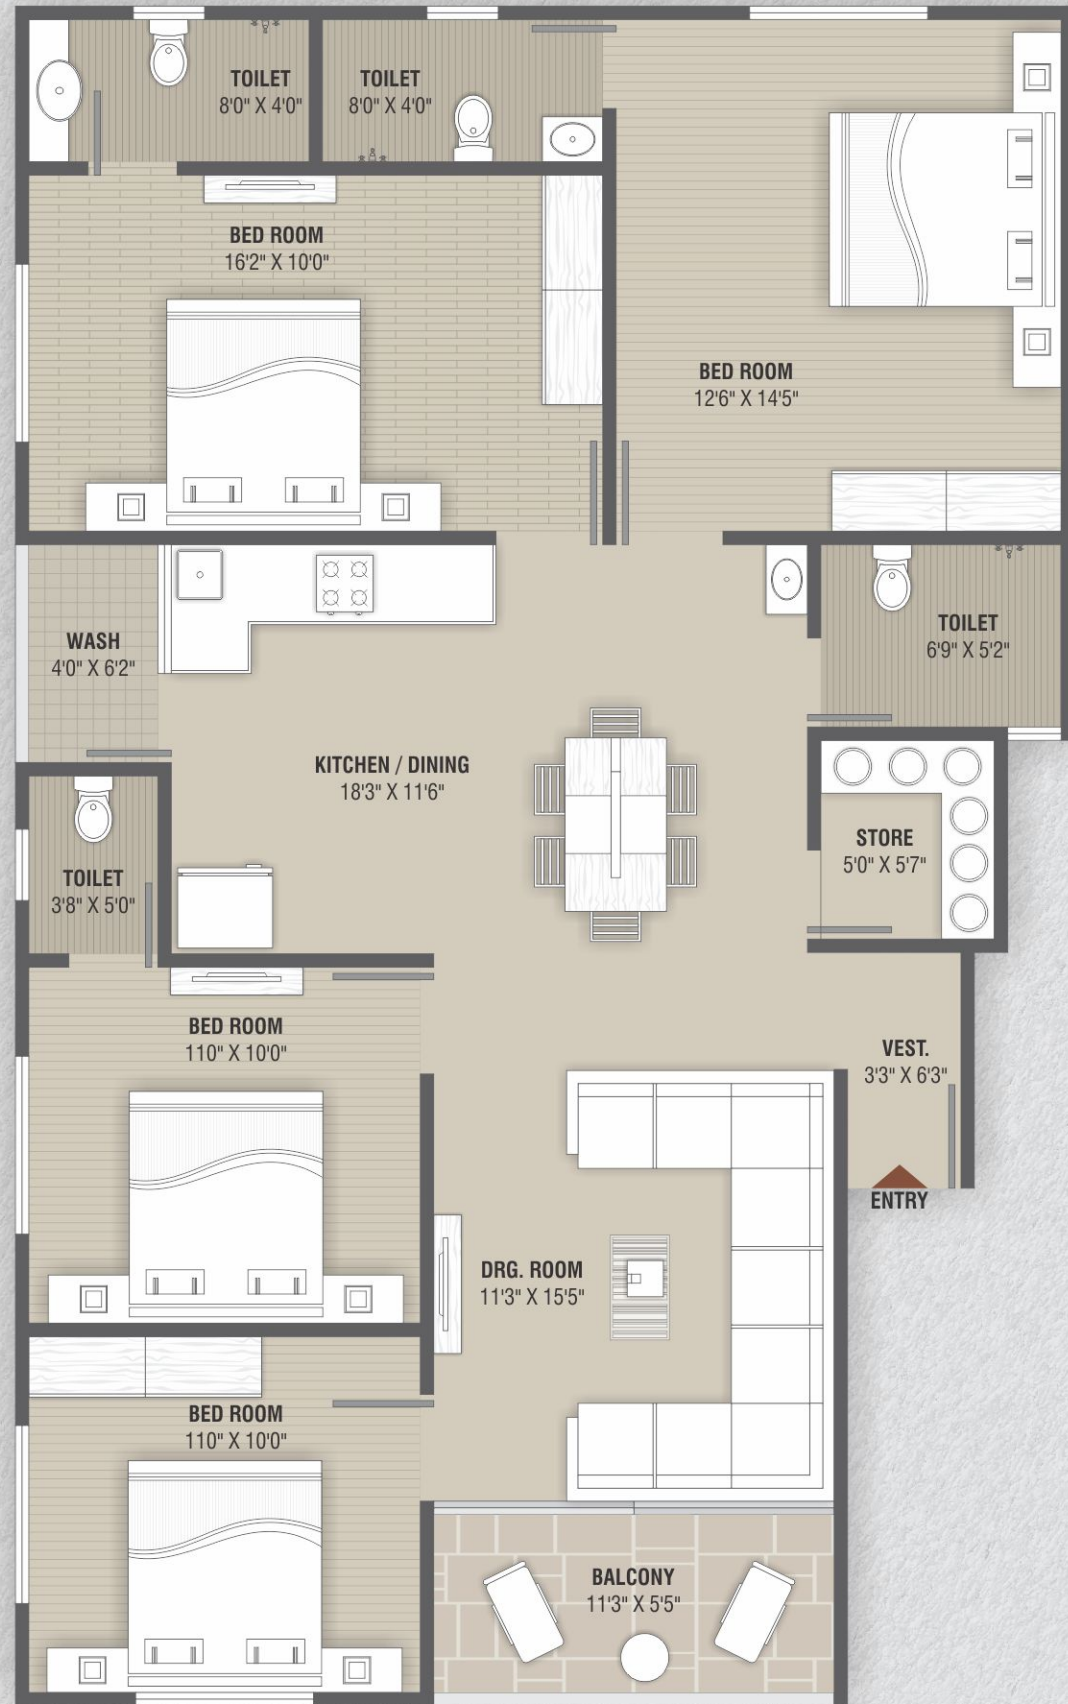 TOILET
8'0" X 4'0"
TOILET
8'0" X 4'0"
BED ROOM
16'2" X 10'0"
BED ROOM
12'6" X 14'5"
WASH
4'0" X 6'2"
TOILET
6'9" X 5'2"
KITCHEN / DINING
18'3" X 11'6"
STORE
5'0" X 5'7"
TOILET
3'8" X 5'0"
BED ROOM
110" X 10'0"
VEST.
3'3" X 6'3"
ENTRY
DRG. ROOM
11'3" X 15'5"
BED ROOM
110" X 10'0"
BALCONY
11'3" X 5'5"